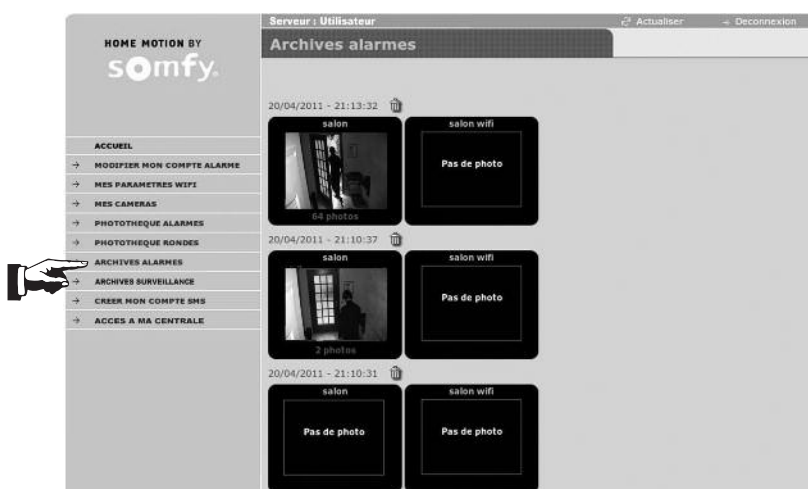 Serveur : Utilisateur
Actualiser
Deconnexion
HOME MOTION BY
somfy.
Archives alarmes
ACCUEIL
MODIFIER MON COMPTE ALARME
MES PARAMETRES WIFI
MES CAMERAS
PHOTOTHEQUE ALARMES
PHOTOTHEQUE RONDES
ARCHIVES ALARMES
ARCHIVES SURVEILLANCE
CREER MON COMPTE SMS
ACCES A MA CENTRALE
20/04/2011 - 21:13:32
salon
64 photos
salon wifi
Pas de photo
20/04/2011 - 21:10:37
salon
2 photos
salon wifi
Pas de photo
20/04/2011 - 21:10:31
salon
Pas de photo
salon wifi
Pas de photo